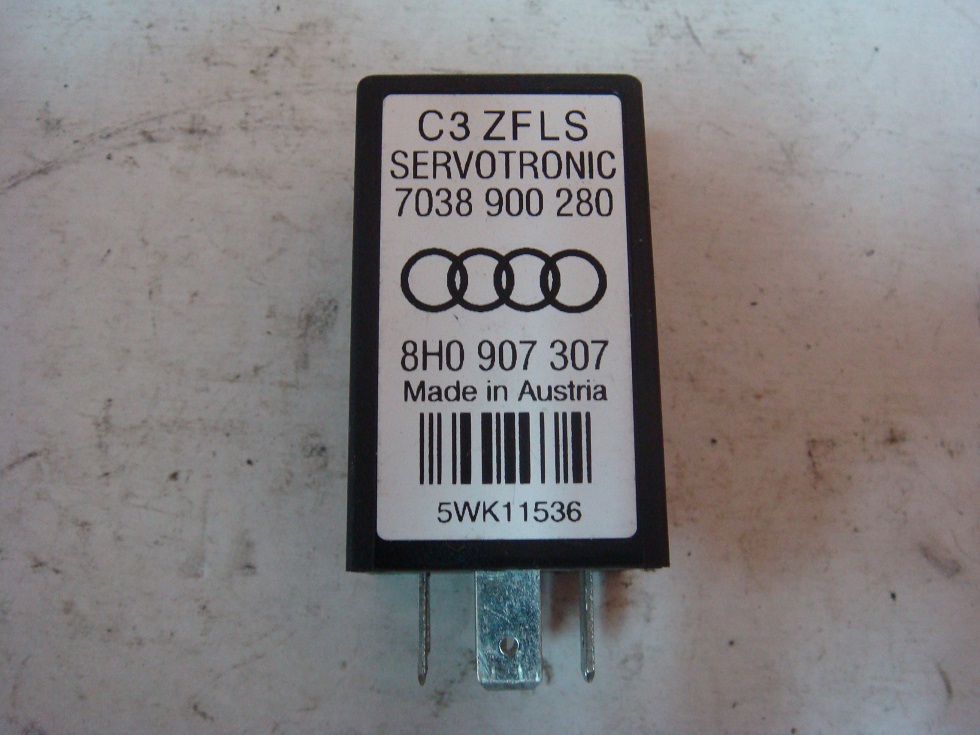 C3 ZFLS
SERVOTRONIC
7038 900 280
8H0 907 307
Made in Austria
5WK11536